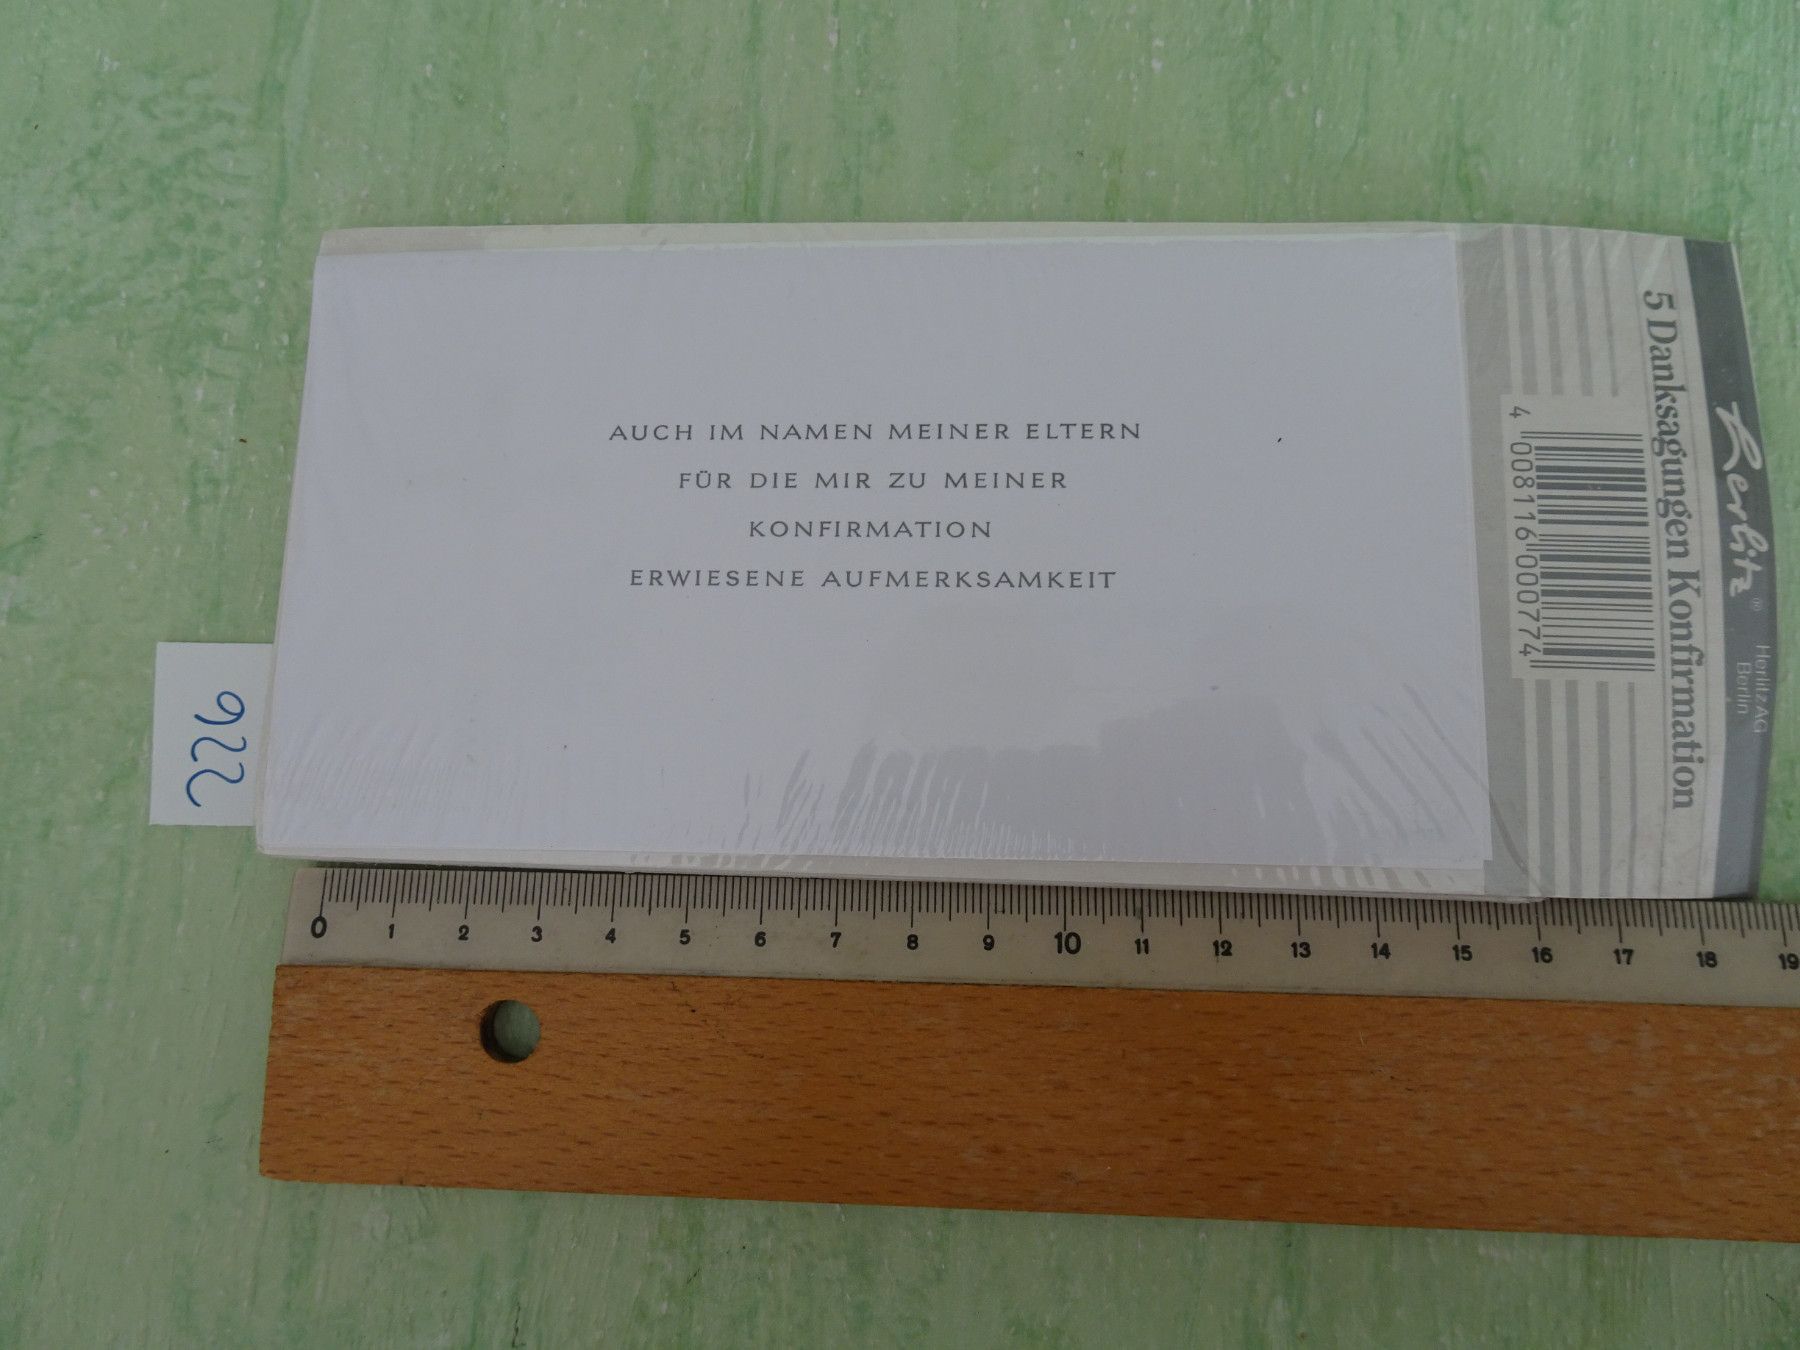 AUCH IM NAMEN MEINER ELTERN
FÜR DIE MIR ZU MEINER
KONFIRMATION
ERWIESENE AUFMERKSAMKEIT
herlitz®
Herlitz AG
Berlin
5 Danksagungen Konfirmation
4 008116 000774
922
0 1 2 3 4 5 6 7 8 9 10 11 12 13 14 15 16 17 18 19